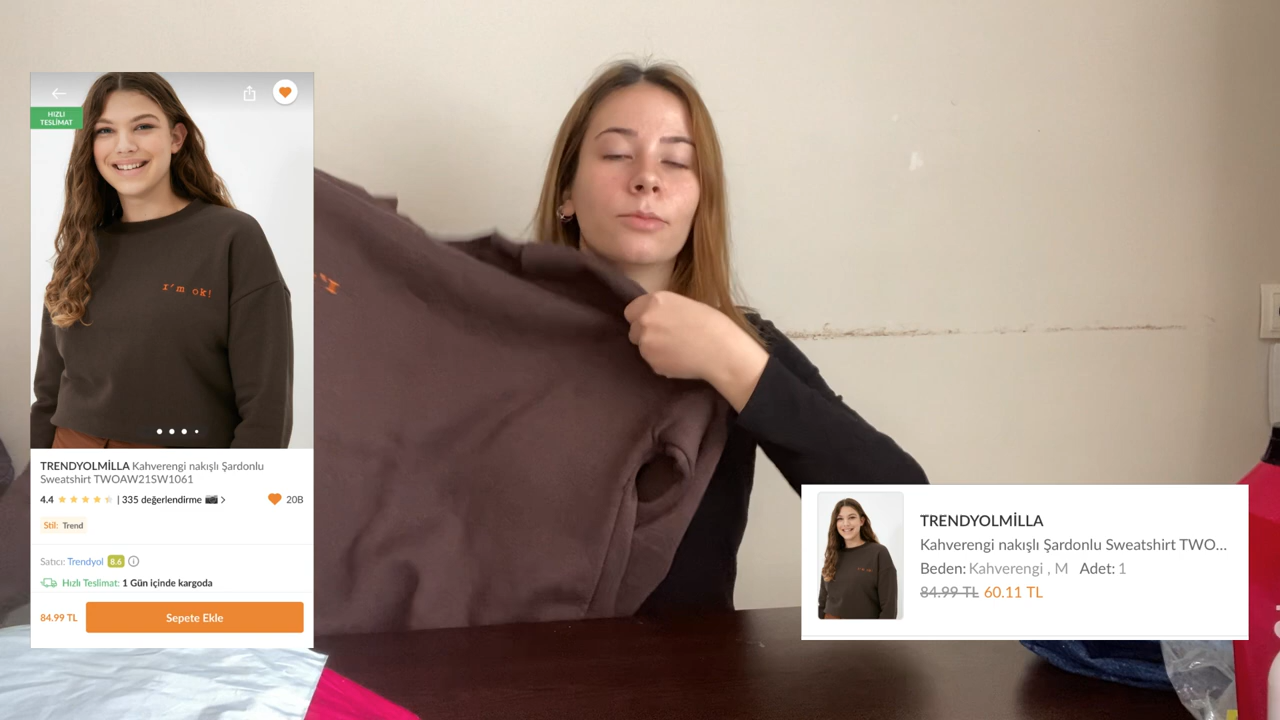 HIZLI
TESLİMAT
I'm ok!
TRENDYOLMİLLA Kahverengi nakışlı Şardonlu
Sweatshirt TWOAW21SW1061
4.4 | 335 değerlendirme
20B
Stil: Trend
Satıcı: Trendyol 8.6
Hızlı Teslimat: 1 Gün içinde kargoda
84.99 TL
Sepete Ekle
TRENDYOLMİLLA
Kahverengi nakışlı Şardonlu Sweatshirt TWO...
Beden: Kahverengi , M Adet: 1
84.99 TL 60.11 TL